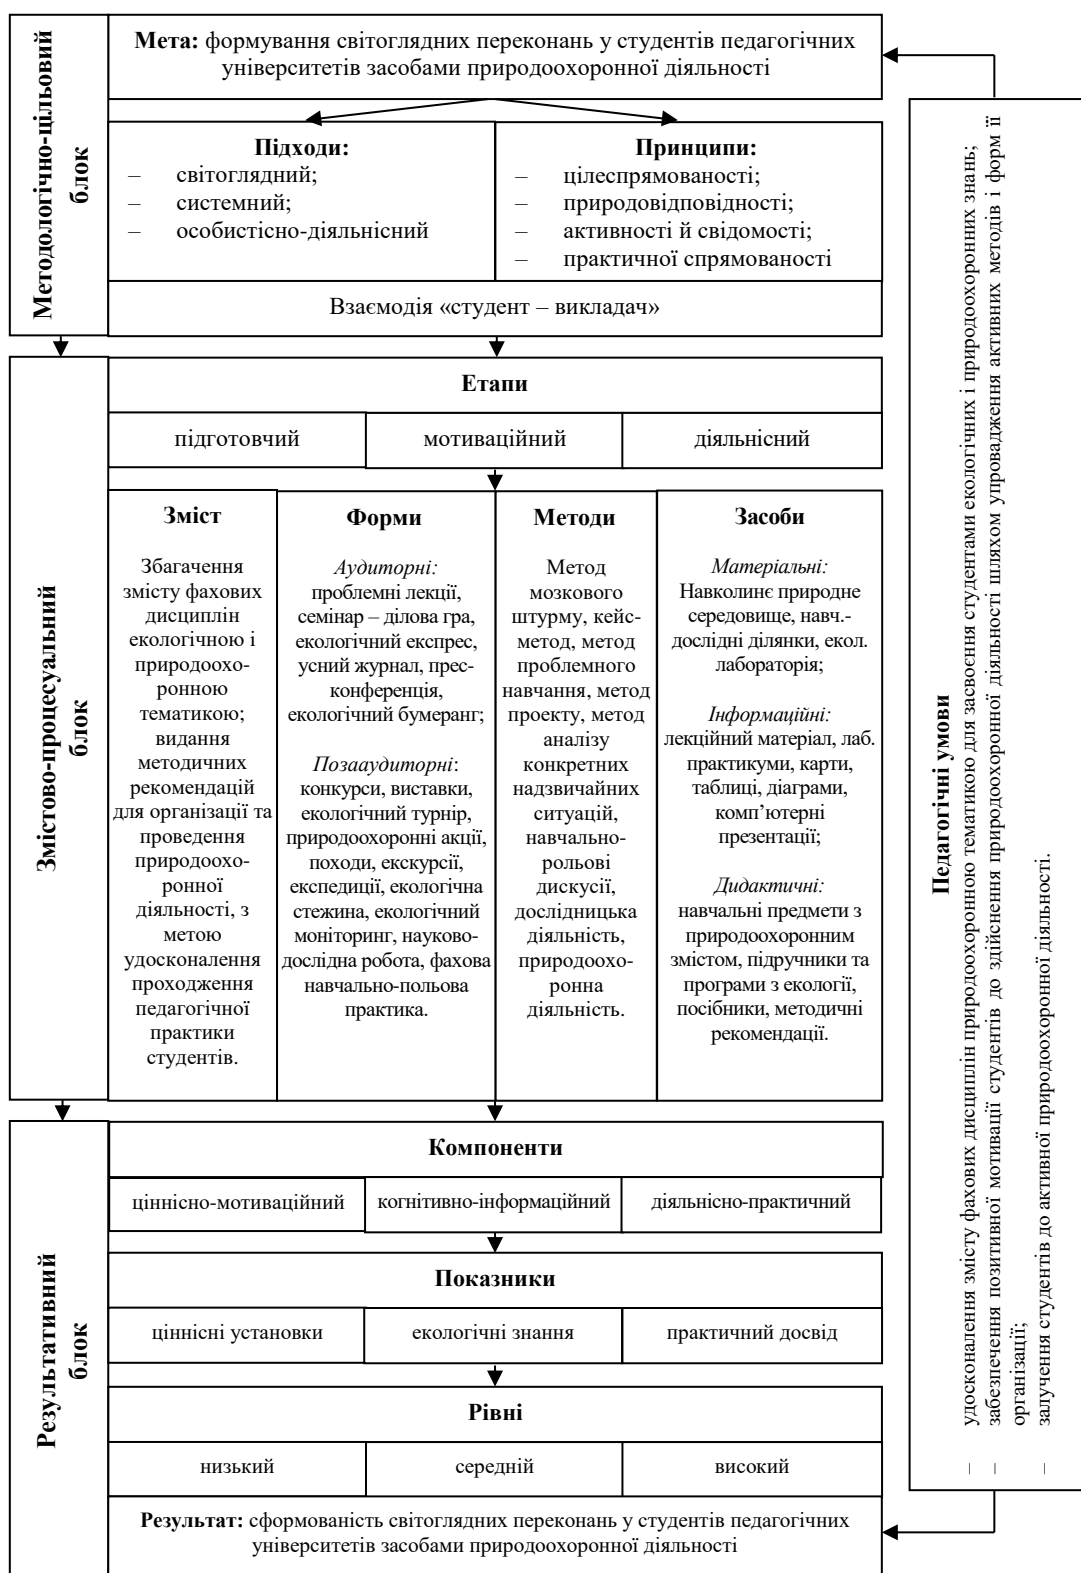 Методологічно-цільовий
блок
Мета: формування світоглядних переконань у студентів педагогічних
університетів засобами природоохоронної діяльності
Підходи:
– світоглядний;
– системний;
– особистісно-діяльнісний
Принципи:
– цілеспрямованості;
– природовідповідності;
– активності й свідомості;
– практичної спрямованості
Взаємодія «студент – викладач»
Змістово-процесуальний
блок
Етапи
підготовчий
мотиваційний
діяльнісний
Зміст
Збагачення
змісту фахових
дисциплін
екологічною і
природоохо-
ронною
тематикою;
видання
методичних
рекомендацій
для організації та
проведення
природоохо-
ронної
діяльності, з
метою
удосконалення
проходження
педагогічної
практики
студентів.
Форми
Аудиторні:
проблемні лекції,
семінар – ділова гра,
екологічний експрес,
усний журнал, прес-
конференція,
екологічний бумеранг;
Позааудиторні:
конкурси, виставки,
екологічний турнір,
природоохоронні акції,
походи, екскурсії,
експедиції, екологічна
стежина, екологічний
моніторинг, науково-
дослідна робота, фахова
навчально-польова
практика.
Методи
Метод
мозкового
штурму, кейс-
метод, метод
проблемного
навчання, метод
проекту, метод
аналізу
конкретних
надзвичайних
ситуацій,
навчально-
рольові
дискусії,
дослідницька
діяльність,
природоохо-
ронна
діяльність.
Засоби
Матеріальні:
Навколинє природне
середовище, навч.-
дослідні ділянки, екол.
лабораторія;
Інформаційні:
лекційний матеріал, лаб.
практикуми, карти,
таблиці, діаграми,
комп’ютерні
презентації;
Дидактичні:
навчальні предмети з
природоохоронним
змістом, підручники та
програми з екології,
посібники, методичні
рекомендації.
Результативний
блок
Компоненти
ціннісно-мотиваційний
когнітивно-інформаційний
діяльнісно-практичний
Показники
ціннісні установки
екологічні знання
практичний досвід
Рівні
низький
середній
високий
Результат: сформованість світоглядних переконань у студентів педагогічних
університетів засобами природоохоронної діяльності
Педагогічні умови
– удосконалення змісту фахових дисциплін природоохоронною тематикою для засвоєння студентами екологічних і природоохоронних знань;
– забезпечення позитивної мотивації студентів до здійснення природоохоронної діяльності шляхом упровадження активних методів і форм її
організації;
– залучення студентів до активної природоохоронної діяльності.